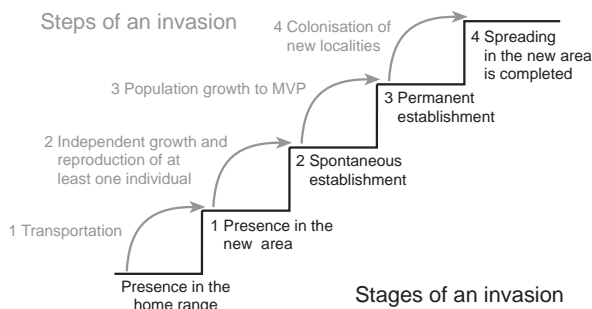 Steps of an invasion
4 Colonisation of
new localities
4 Spreading
in the new area
is completed
3 Population growth to MVP
3 Permanent
establishment
2 Independent growth and
reproduction of at
least one individual
2 Spontaneous
establishment
1 Transportation
1 Presence in the
new area
Presence in the
home range
Stages of an invasion